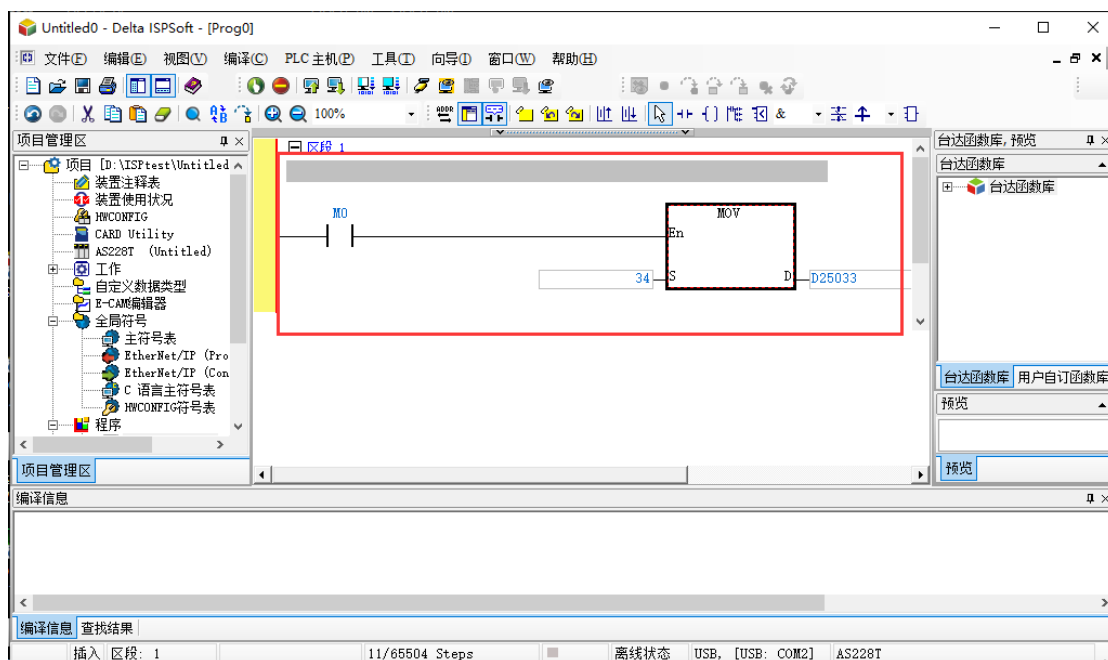 Untitled0 - Delta ISPSoft - [Prog0]
文件(F) 编辑(E) 视图(V) 编译(C) PLC 主机(P) 工具(T) 向导(I) 窗口(W) 帮助(H)
100%
项目管理区
项目 [D:\ISPtest\Untitled
装置注释表
装置使用状况
HWCONFIG
CARD Utility
AS228T (Untitled)
工作
自定义数据类型
E-CAM编辑器
全局符号
主符号表
EtherNet/IP (Pro
EtherNet/IP (Con
C 语言主符号表
HWCONFIG符号表
程序
项目管理区
区段 1
M0
MOV
En
34
S
D
D25033
台达函数库, 预览
台达函数库
台达函数库
台达函数库 用户自订函数库
预览
预览
编译信息
编译信息 查找结果
插入 区段: 1 11/65504 Steps 离线状态 USB, [USB: COM2] AS228T